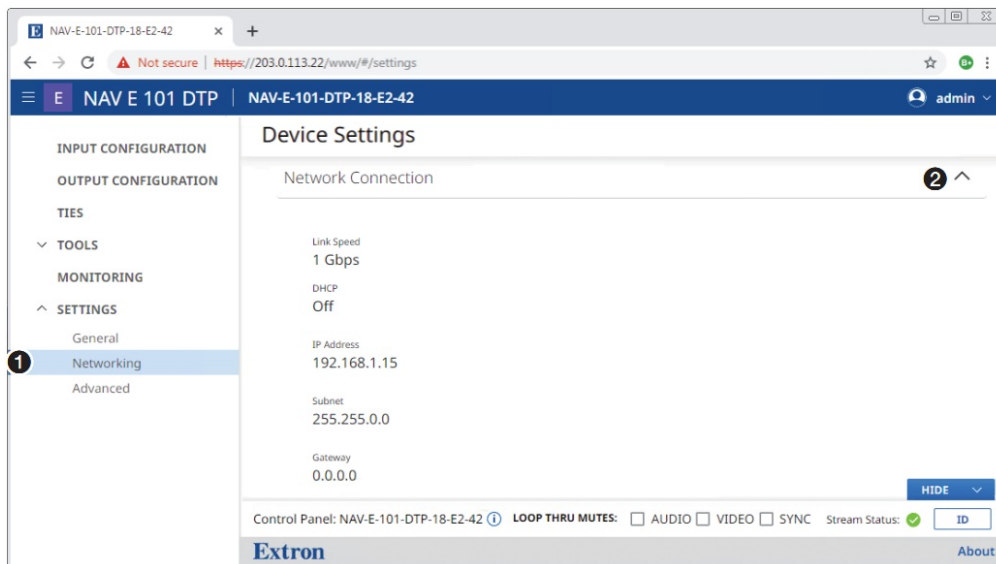 NAV-E-101-DTP-18-E2-42
Not secure | https://203.0.113.22/www/#/settings
E NAV E 101 DTP | NAV-E-101-DTP-18-E2-42 admin
Device Settings
INPUT CONFIGURATION
OUTPUT CONFIGURATION
TIES
TOOLS
MONITORING
SETTINGS
General
1 Networking
Advanced
Network Connection 2
Link Speed
1 Gbps
DHCP
Off
IP Address
192.168.1.15
Subnet
255.255.0.0
Gateway
0.0.0.0
HIDE
Control Panel: NAV-E-101-DTP-18-E2-42 LOOP THRU MUTES: AUDIO VIDEO SYNC Stream Status: ID
Extron About